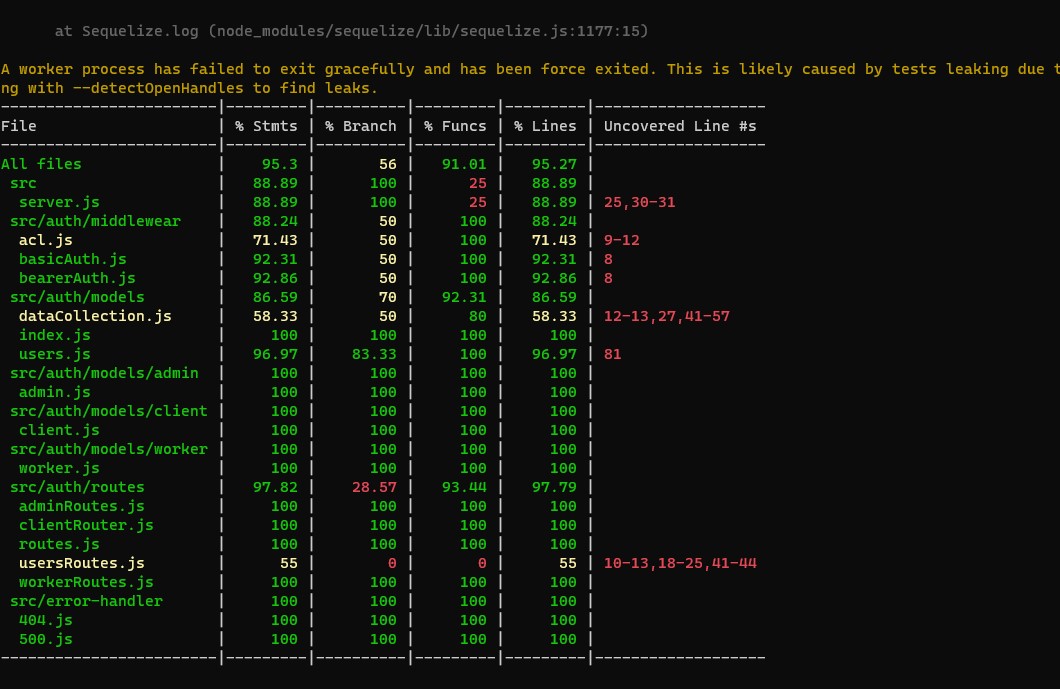 at Sequelize.log (node_modules/sequelize/lib/sequelize.js:1177:15)
A worker process has failed to exit gracefully and has been force exited. This is likely caused by tests leaking due t
ng with --detectOpenHandles to find leaks.
-----------------------|---------|----------|---------|---------|-------------------
File | % Stmts | % Branch | % Funcs | % Lines | Uncovered Line #s
-----------------------|---------|----------|---------|---------|-------------------
All files | 95.3 | 56 | 91.01 | 95.27 |
src | 88.89 | 100 | 25 | 88.89 |
server.js | 88.89 | 100 | 25 | 88.89 | 25,30-31
src/auth/middlewear | 88.24 | 50 | 100 | 88.24 |
acl.js | 71.43 | 50 | 100 | 71.43 | 9-12
basicAuth.js | 92.31 | 50 | 100 | 92.31 | 8
bearerAuth.js | 92.86 | 50 | 100 | 92.86 | 8
src/auth/models | 86.59 | 70 | 92.31 | 86.59 |
dataCollection.js | 58.33 | 50 | 80 | 58.33 | 12-13,27,41-57
index.js | 100 | 100 | 100 | 100 |
users.js | 96.97 | 83.33 | 100 | 96.97 | 81
src/auth/models/admin | 100 | 100 | 100 | 100 |
admin.js | 100 | 100 | 100 | 100 |
src/auth/models/client | 100 | 100 | 100 | 100 |
client.js | 100 | 100 | 100 | 100 |
src/auth/models/worker | 100 | 100 | 100 | 100 |
worker.js | 100 | 100 | 100 | 100 |
src/auth/routes | 97.82 | 28.57 | 93.44 | 97.79 |
adminRoutes.js | 100 | 100 | 100 | 100 |
clientRouter.js | 100 | 100 | 100 | 100 |
routes.js | 100 | 100 | 100 | 100 |
usersRoutes.js | 55 | 0 | 0 | 55 | 10-13,18-25,41-44
workerRoutes.js | 100 | 100 | 100 | 100 |
src/error-handler | 100 | 100 | 100 | 100 |
404.js | 100 | 100 | 100 | 100 |
500.js | 100 | 100 | 100 | 100 |
-----------------------|---------|----------|---------|---------|-------------------